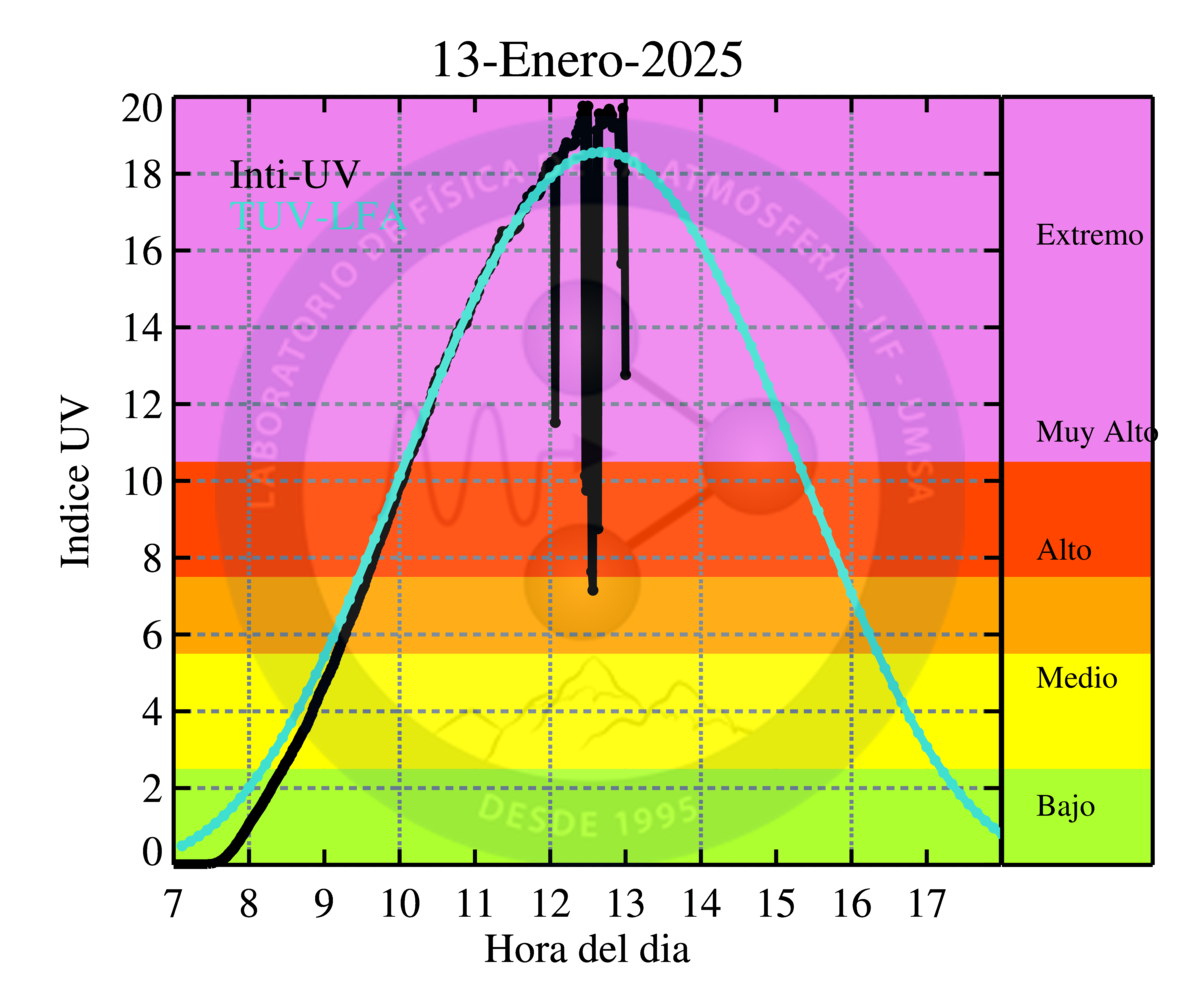 13-Enero-2025
Inti-UV
TUV-LFA
LABORATORIO DE FÍSICA DE LA ATMÓSFERA - IIF - UMSA
DESDE 1995
Indice UV
20
18
16
14
12
10
8
6
4
2
0
Extremo
Muy Alto
Alto
Medio
Bajo
7 8 9 10 11 12 13 14 15 16 17
Hora del dia